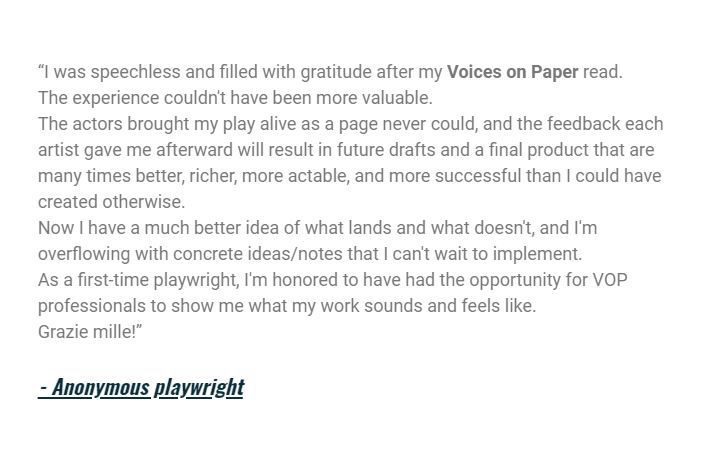 “I was speechless and filled with gratitude after my Voices on Paper read.
The experience couldn't have been more valuable.
The actors brought my play alive as a page never could, and the feedback each
artist gave me afterward will result in future drafts and a final product that are
many times better, richer, more actable, and more successful than I could have
created otherwise.
Now I have a much better idea of what lands and what doesn't, and I'm
overflowing with concrete ideas/notes that I can't wait to implement.
As a first-time playwright, I'm honored to have had the opportunity for VOP
professionals to show me what my work sounds and feels like.
Grazie mille!”
- Anonymous playwright